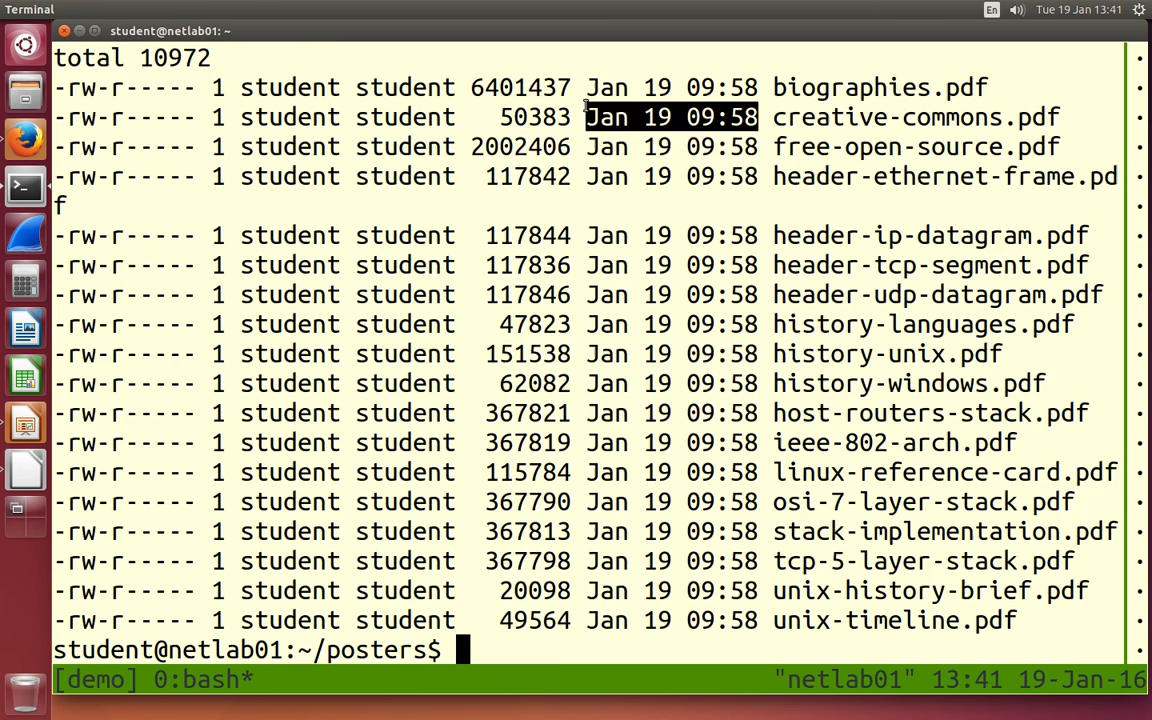 Terminal
En
Tue 19 Jan 13:41
student@netlab01: ~
total 10972
-rw-r----- 1 student student 6401437 Jan 19 09:58 biographies.pdf
-rw-r----- 1 student student 50383 Jan 19 09:58 creative-commons.pdf
-rw-r----- 1 student student 2002406 Jan 19 09:58 free-open-source.pdf
-rw-r----- 1 student student 117842 Jan 19 09:58 header-ethernet-frame.pd
f
-rw-r----- 1 student student 117844 Jan 19 09:58 header-ip-datagram.pdf
-rw-r----- 1 student student 117836 Jan 19 09:58 header-tcp-segment.pdf
-rw-r----- 1 student student 117846 Jan 19 09:58 header-udp-datagram.pdf
-rw-r----- 1 student student 47823 Jan 19 09:58 history-languages.pdf
-rw-r----- 1 student student 151538 Jan 19 09:58 history-unix.pdf
-rw-r----- 1 student student 62082 Jan 19 09:58 history-windows.pdf
-rw-r----- 1 student student 367821 Jan 19 09:58 host-routers-stack.pdf
-rw-r----- 1 student student 367819 Jan 19 09:58 ieee-802-arch.pdf
-rw-r----- 1 student student 115784 Jan 19 09:58 linux-reference-card.pdf
-rw-r----- 1 student student 367790 Jan 19 09:58 osi-7-layer-stack.pdf
-rw-r----- 1 student student 367813 Jan 19 09:58 stack-implementation.pdf
-rw-r----- 1 student student 367798 Jan 19 09:58 tcp-5-layer-stack.pdf
-rw-r----- 1 student student 20098 Jan 19 09:58 unix-history-brief.pdf
-rw-r----- 1 student student 49564 Jan 19 09:58 unix-timeline.pdf
student@netlab01:~/posters$
[demo] 0:bash*
"netlab01" 13:41 19-Jan-16